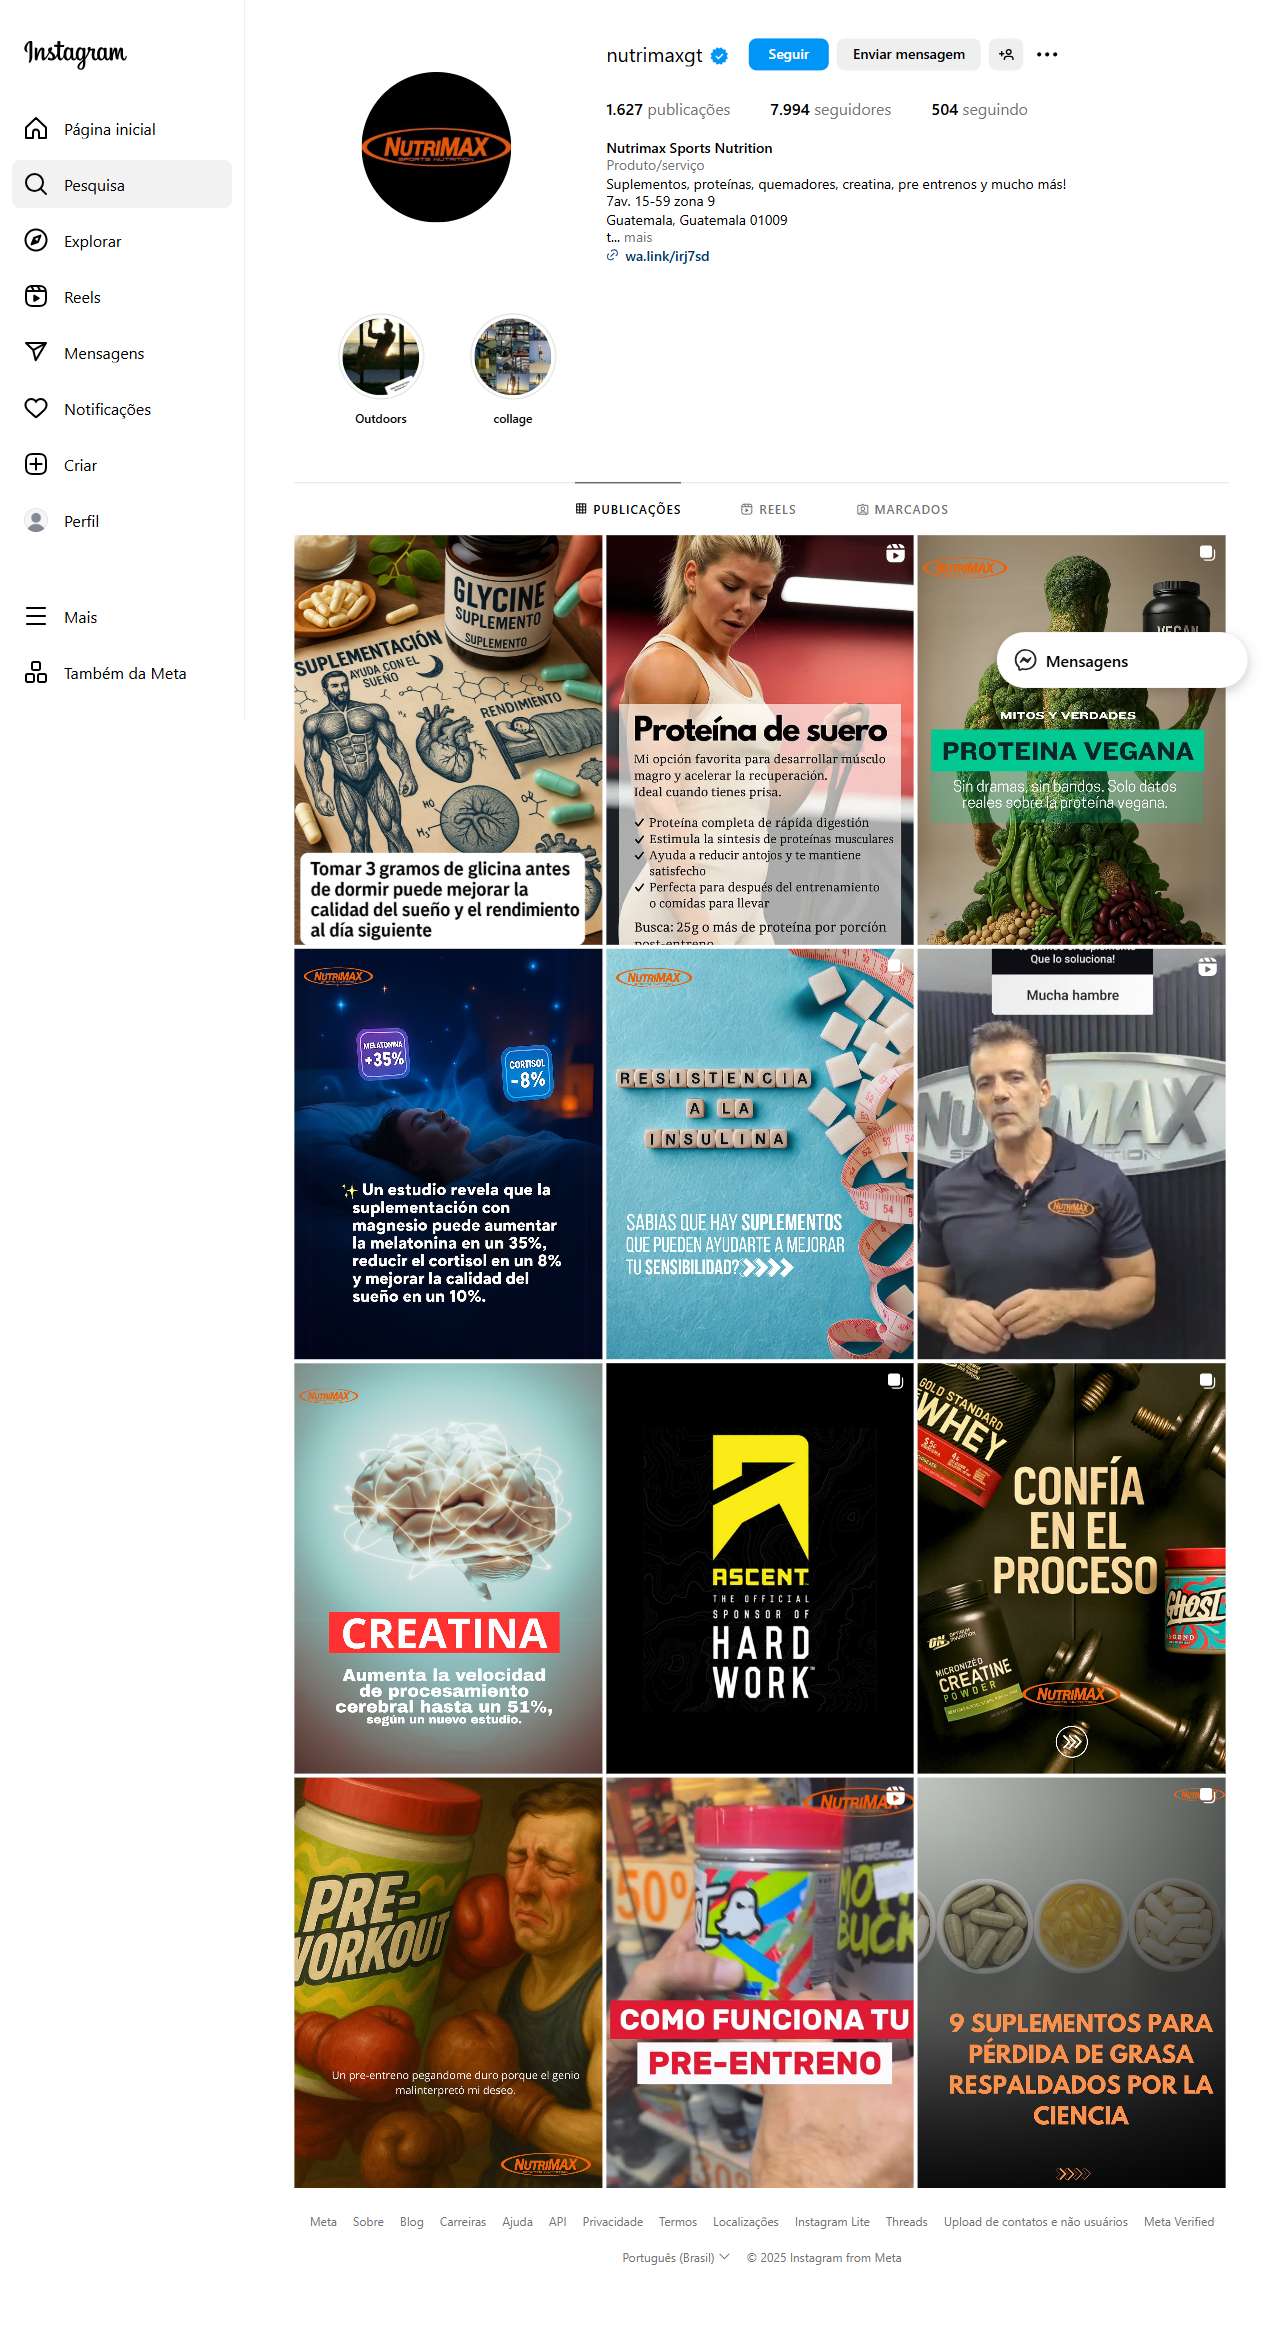 Instagram
Página inicial
Pesquisa
Explorar
Reels
Mensagens
Notificações
Criar
Perfil
Mais
Também da Meta
nutrimaxgt
Seguir
Enviar mensagem
1.627 publicações
7.994 seguidores
504 seguindo
Nutrimax Sports Nutrition
Produto/serviço
Suplementos, proteínas, quemadores, creatina, pre entrenos y mucho más!
7av. 15-59 zona 9
Guatemala, Guatemala 01009
t... mais
wa.link/irj7sd
NUTRIMAX
SPORTS NUTRITION
Outdoors
collage
PUBLICAÇÕES
REELS
MARCADOS
GLYCINE
SUPLEMENTO
SUPLEMENTO
SUPLEMENTACIÓN
AYUDA CON EL
SUEÑO
RENDIMIENTO
HO
H₃C
Tomar 3 gramos de glicina antes
de dormir puede mejorar la
calidad del sueño y el rendimiento
al día siguiente
Proteína de suero
Mi opción favorita para desarrollar músculo
magro y acelerar la recuperación.
Ideal cuando tienes prisa.
✓ Proteína completa de rápida digestión
✓ Estimula la síntesis de proteínas musculares
✓ Ayuda a reducir antojos y te mantiene
satisfecho
✓ Perfecta para después del entrenamiento
o comidas para llevar
Busca: 25g o más de proteína por porción
post-entreno
NUTRIMAX
VEGAN
Mensagens
MITOS Y VERDADES
PROTEINA VEGANA
Sin dramas, sin bandos. Solo datos
reales sobre la proteína vegana.
NUTRIMAX
MELATONINA
+35%
CORTISOL
-8%
✨ Un estudio revela que la
suplementación con
magnesio puede aumentar
la melatonina en un 35%,
reducir el cortisol en un 8%
y mejorar la calidad del
sueño en un 10%.
NUTRIMAX
RESISTENCIA
A LA
INSULINA
SABIAS QUE HAY SUPLEMENTOS
QUE PUEDEN AYUDARTE A MEJORAR
TU SENSIBILIDAD?
Que lo soluciona!
Mucha hambre
NUTRIMAX
NUTRIMAX
NUTRIMAX
CREATINA
Aumenta la velocidad
de procesamiento
cerebral hasta un 51%,
según un nuevo estudio.
ASCENT
THE OFFICIAL
SPONSOR OF
HARD
WORK™
GOLD STANDARD
WHEY
CONFÍA
EN EL
PROCESO
GHOST
LEGEND
ON OPTIMUM
NUTRITION
MICRONIZED
CREATINE
POWDER
NUTRIMAX
PRE-
WORKOUT
Un pre-entreno pegandome duro porque el genio
malinterpretó mi deseo.
NUTRIMAX
SPORTS NUTRITION
NUTRIMAX
50%
COMO FUNCIONA TU
PRE-ENTRENO
30%
9 SUPLEMENTOS PARA
PÉRDIDA DE GRASA
RESPALDADOS POR LA
CIENCIA
Meta Sobre Blog Carreiras Ajuda API Privacidade Termos Localizações Instagram Lite Threads Upload de contatos e não usuários Meta Verified
Português (Brasil) © 2025 Instagram from Meta